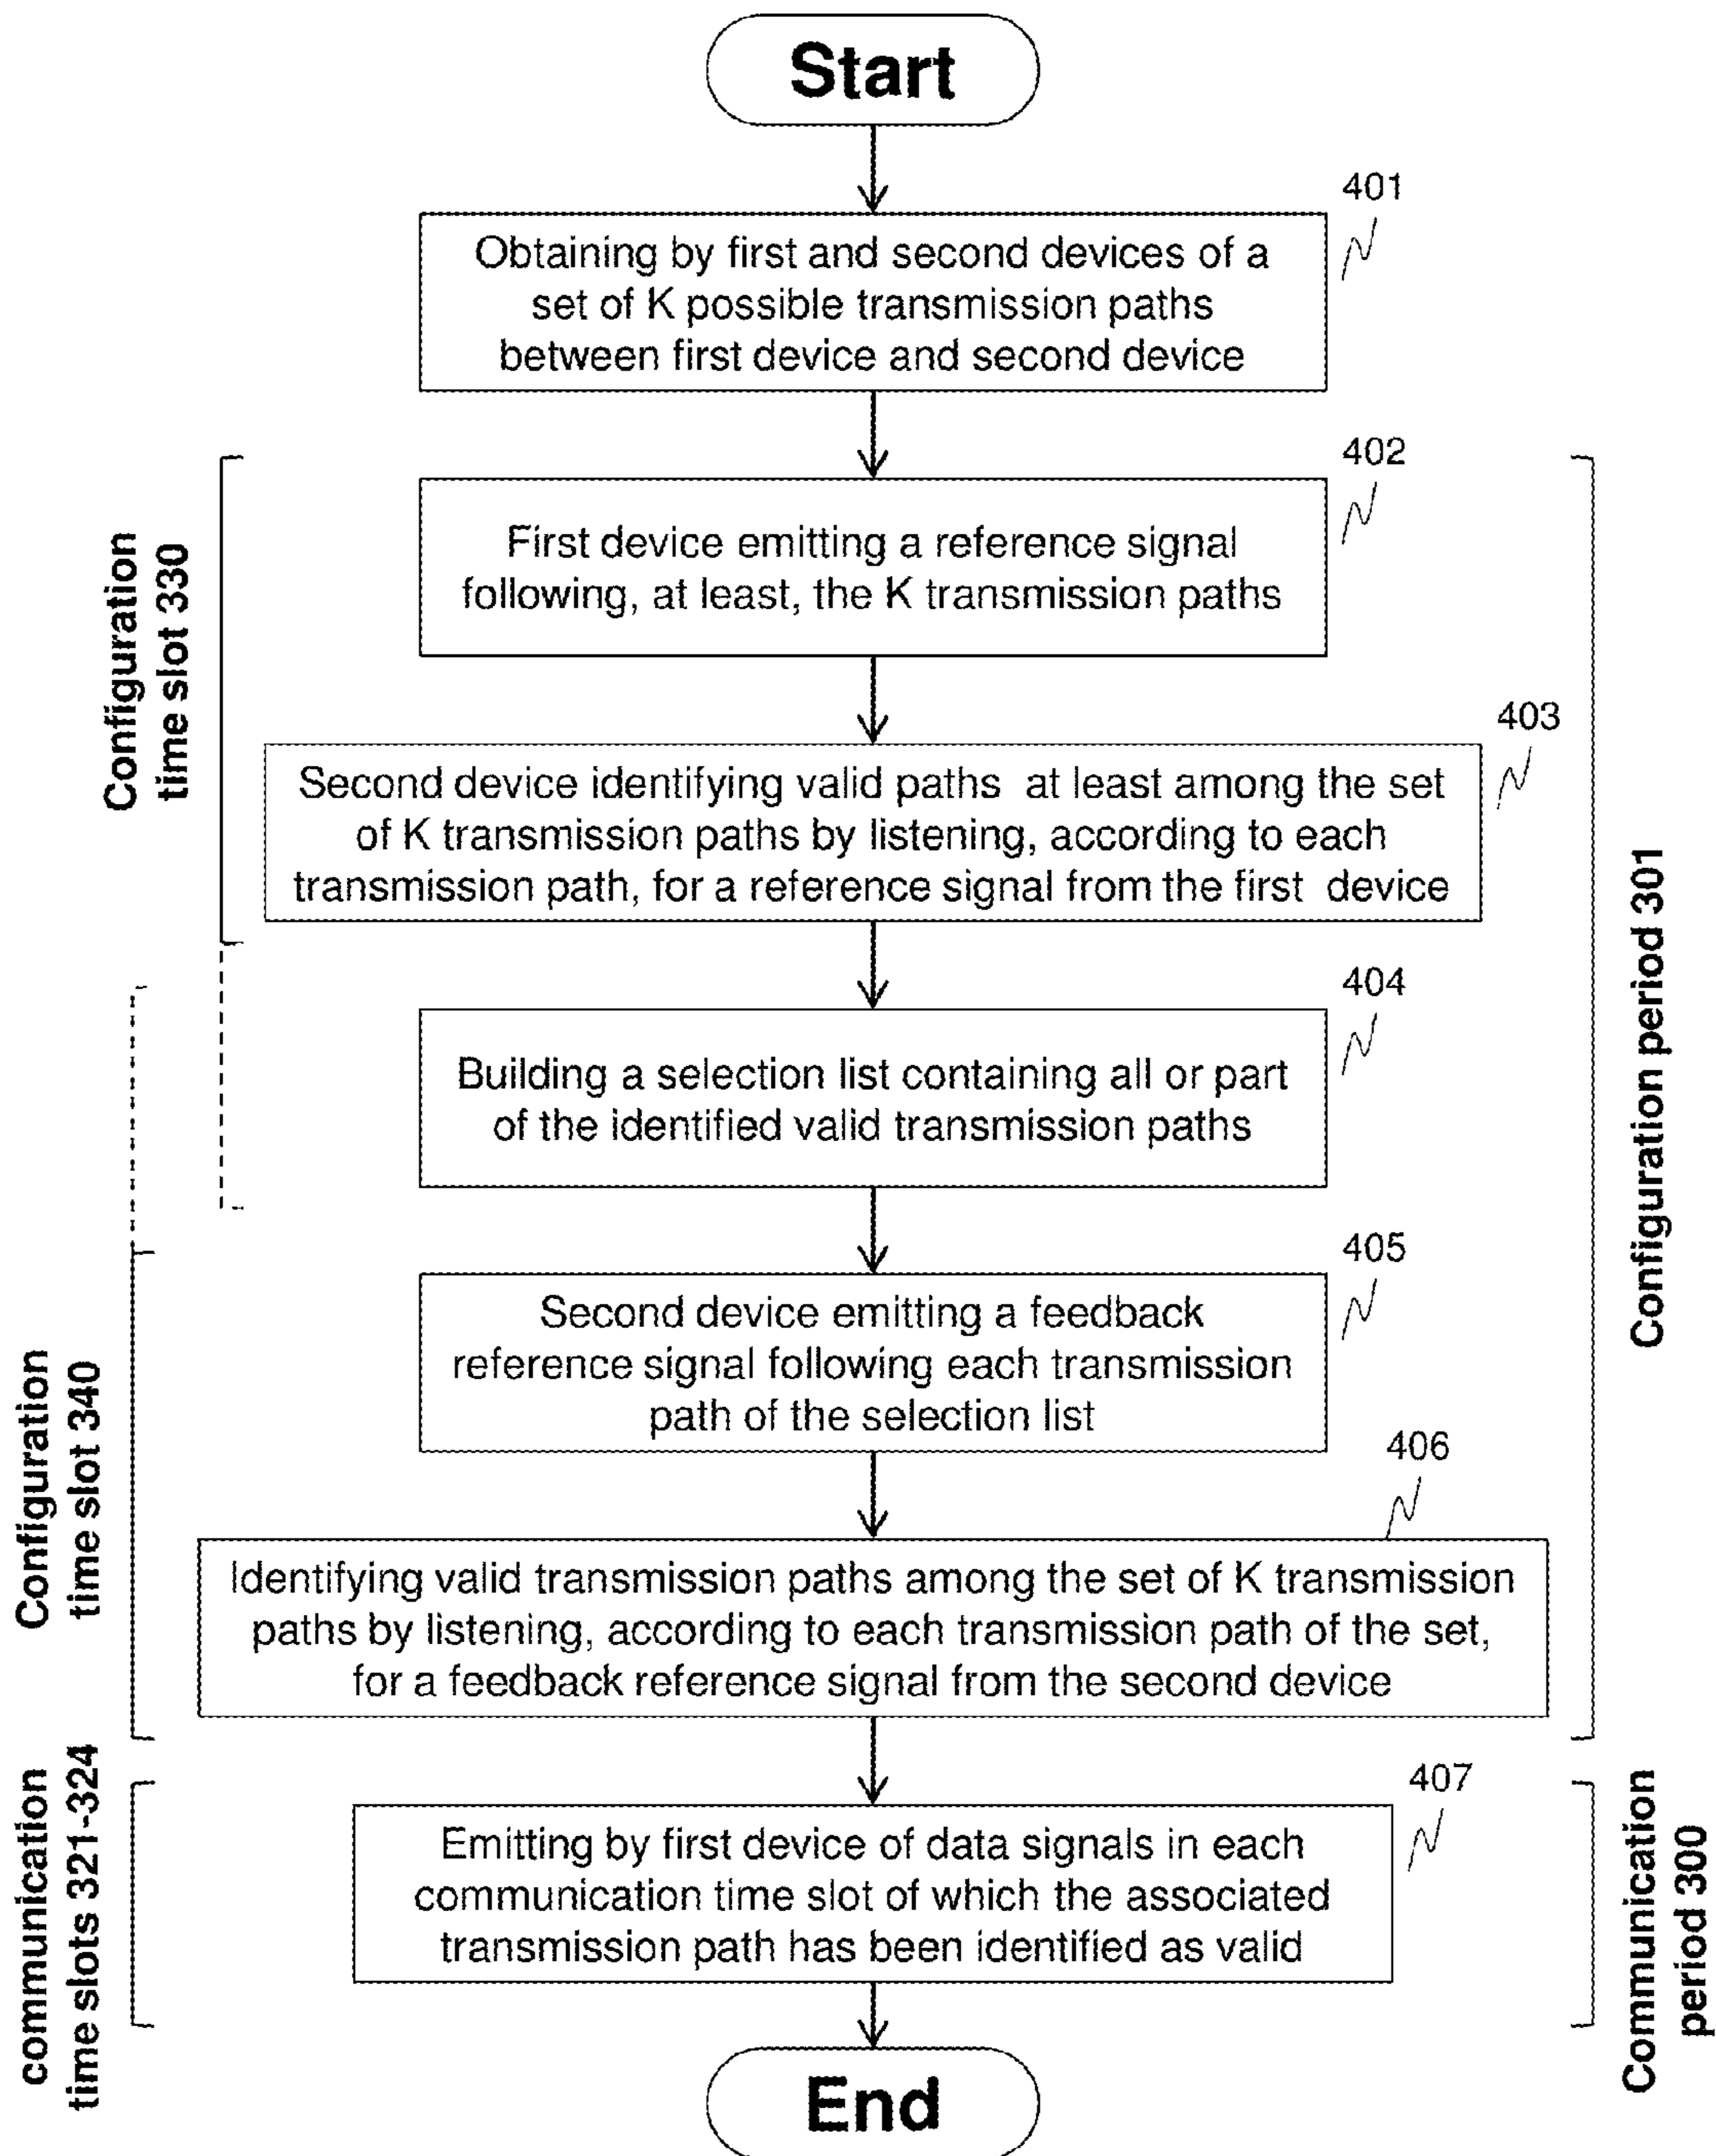 Start
401
Obtaining by first and second devices of a
set of K possible transmission paths
between first device and second device
402
First device emitting a reference signal
following, at least, the K transmission paths
Configuration
time slot 330
403
Second device identifying valid paths at least among the set
of K transmission paths by listening, according to each
transmission path, for a reference signal from the first device
Configuration period 301
404
Building a selection list containing all or part
of the identified valid transmission paths
405
Second device emitting a feedback
reference signal following each transmission
path of the selection list
Configuration
time slot 340
406
Identifying valid transmission paths among the set of K transmission
paths by listening, according to each transmission path of the set,
for a feedback reference signal from the second device
407
Emitting by first device of data signals in each
communication time slot of which the associated
transmission path has been identified as valid
communication
time slots 321-324
Communication
period 300
End